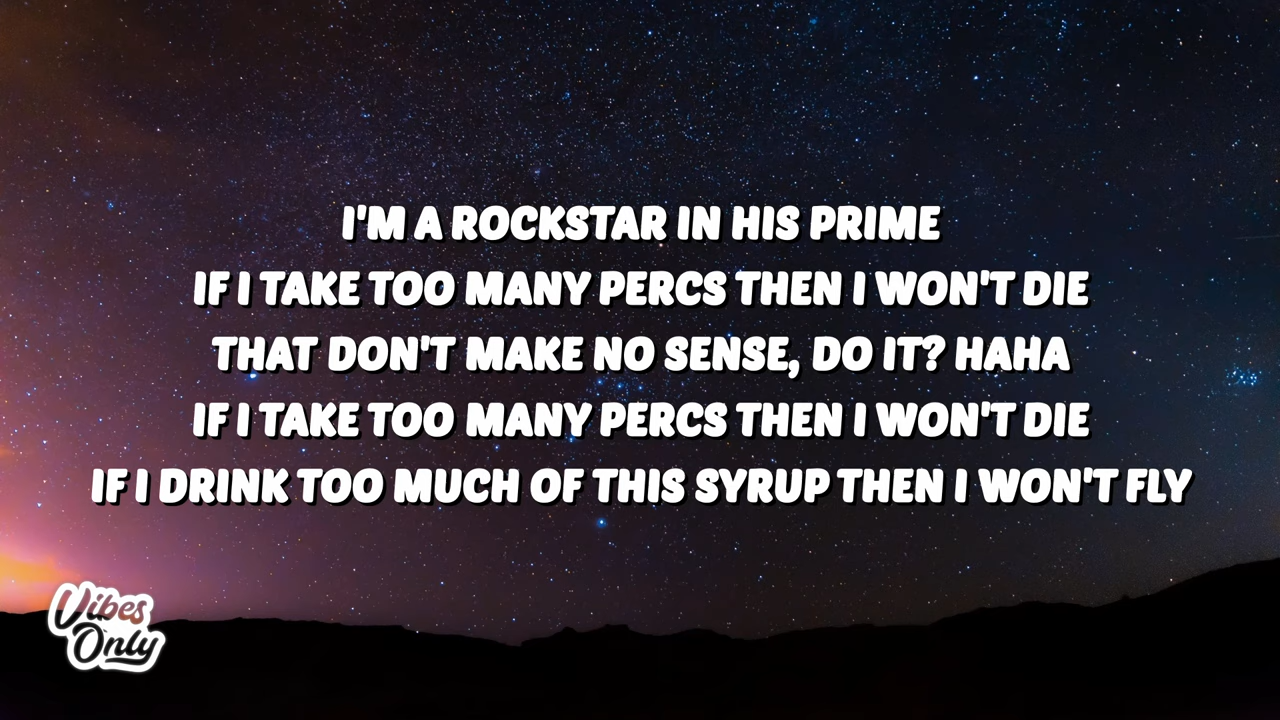 I'M A ROCKSTAR IN HIS PRIME
IF I TAKE TOO MANY PERCS THEN I WON'T DIE
THAT DON'T MAKE NO SENSE, DO IT? HAHA
IF I TAKE TOO MANY PERCS THEN I WON'T DIE
IF I DRINK TOO MUCH OF THIS SYRUP THEN I WON'T FLY
Vibes
Only